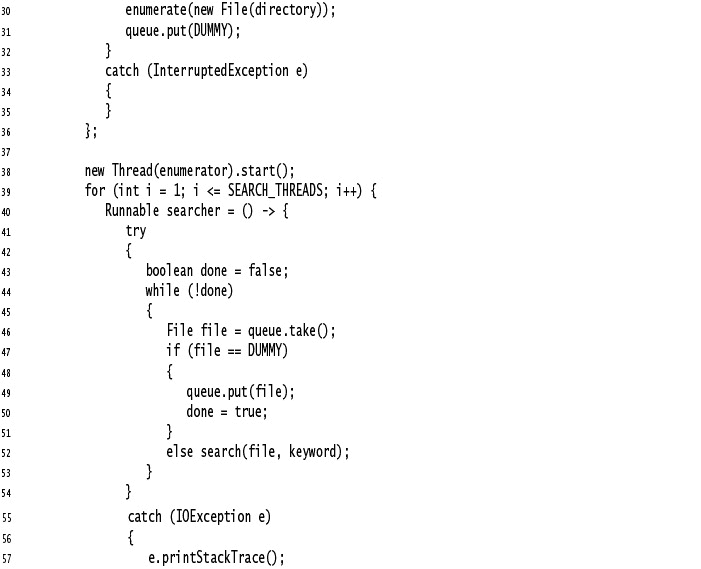 30 enumerate(new File(directory));
31 queue.put(DUMMY);
32 }
33 catch (InterruptedException e)
34 {
35 }
36 };
37
38 new Thread(enumerator).start();
39 for (int i = 1; i <= SEARCH_THREADS; i++) {
40 Runnable searcher = () -> {
41 try
42 {
43 boolean done = false;
44 while (!done)
45 {
46 File file = queue.take();
47 if (file == DUMMY)
48 {
49 queue.put(file);
50 done = true;
51 }
52 else search(file, keyword);
53 }
54 }
55 catch (IOException e)
56 {
57 e.printStackTrace();